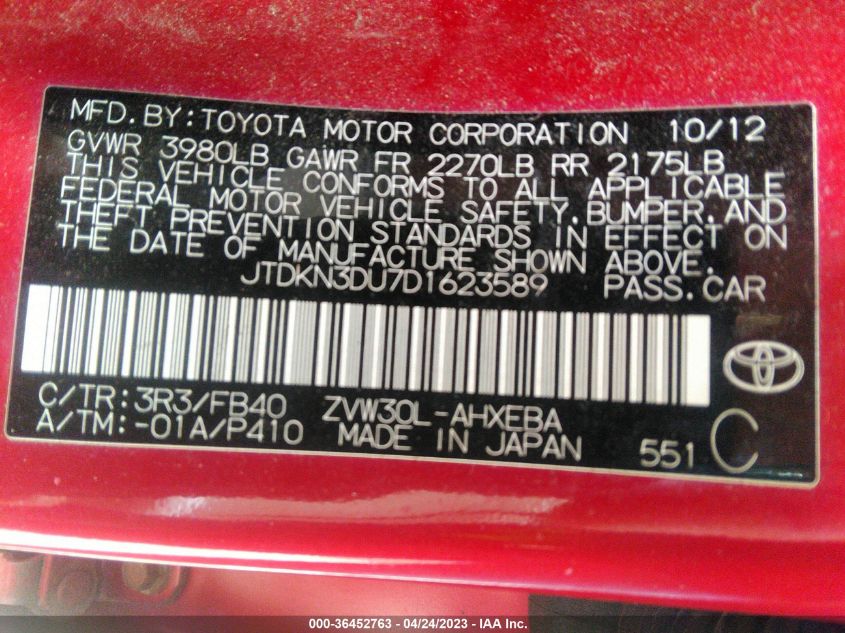 MFD. BY: TOYOTA MOTOR CORPORATION 10/12
GVWR 3980LB GAWR FR 2270LB RR 2175LB
THIS VEHICLE CONFORMS TO ALL APPLICABLE
FEDERAL MOTOR VEHICLE SAFETY, BUMPER, AND
THEFT PREVENTION STANDARDS IN EFFECT ON
THE DATE OF MANUFACTURE SHOWN ABOVE.
JTDKN3DU7D1623589 PASS. CAR
C/TR: 3R3/FB40 ZVW30L-AHXEBA
A/TM: -01A/P410 MADE IN JAPAN 551 C
000-36452763 - 04/24/2023 - IAA Inc.